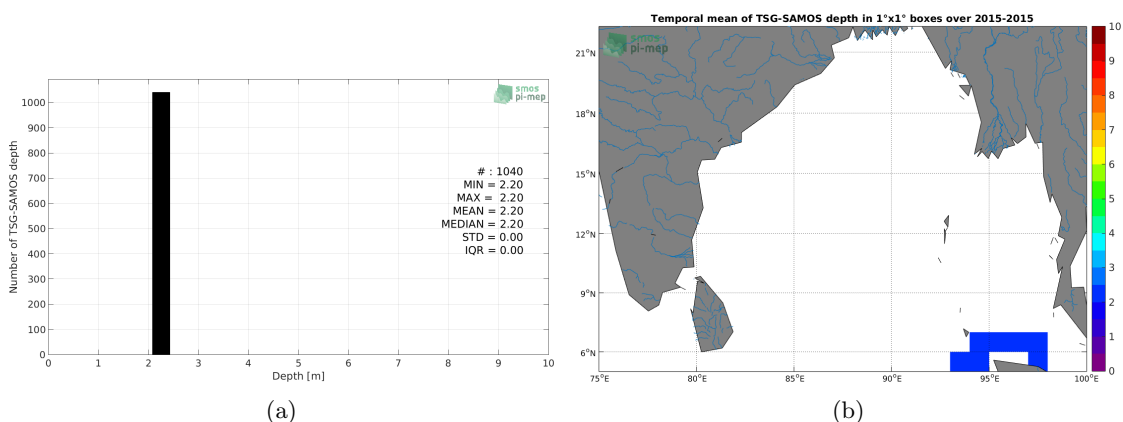 smos
pi-mep
Number of TSG-SAMOS depth
1000
900
800
700
600
500
400
300
200
100
0
# : 1040
MIN = 2.20
MAX = 2.20
MEAN = 2.20
MEDIAN = 2.20
STD = 0.00
IQR = 0.00
0 1 2 3 4 5 6 7 8 9 10
Depth [m]
(a)
Temporal mean of TSG-SAMOS depth in 1°x1° boxes over 2015-2015
smos
pi-mep
21°N
18°N
15°N
12°N
9°N
6°N
75°E 80°E 85°E 90°E 95°E 100°E
10
9
8
7
6
5
4
3
2
1
0
(b)